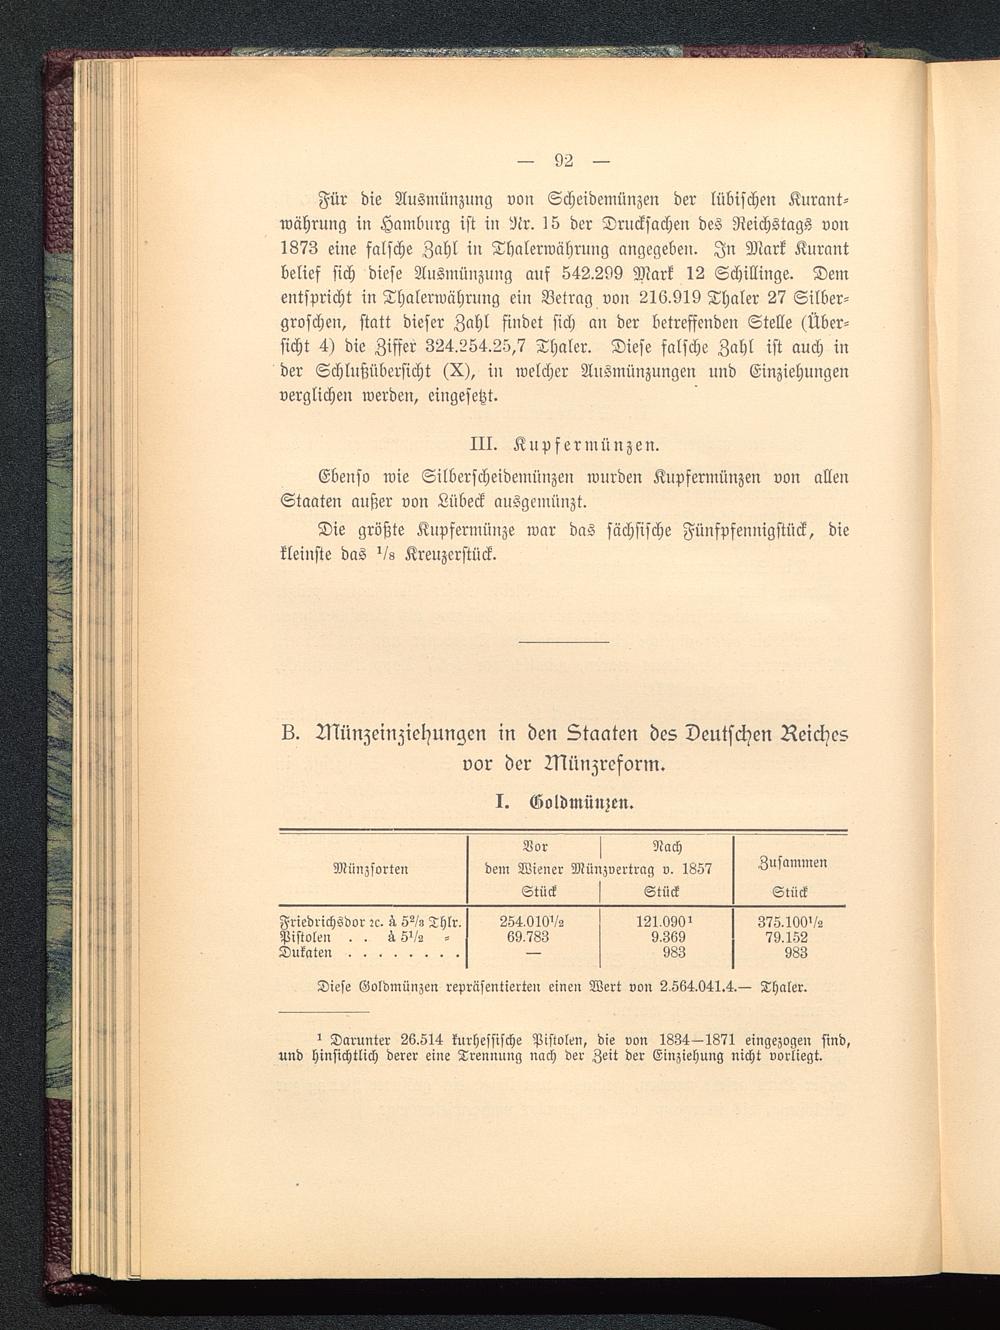 — 92 —
Für die Ausmünzung von Scheidemünzen der lübischen Kurant-
währung in Hamburg ist in Nr. 15 der Drucksachen des Reichstags von
1873 eine falsche Zahl in Thalerwährung angegeben. In Mark Kurant
belief sich diese Ausmünzung auf 542.299 Mark 12 Schillinge. Dem
entspricht in Thalerwährung ein Betrag von 216.919 Thaler 27 Silber-
groschen, statt dieser Zahl findet sich an der betreffenden Stelle (Über-
sicht 4) die Ziffer 324.254.25,7 Thaler. Diese falsche Zahl ist auch in
der Schlußübersicht (X), in welcher Ausmünzungen und Einziehungen
verglichen werden, eingesetzt.
III. Kupfermünzen.
Ebenso wie Silberscheidemünzen wurden Kupfermünzen von allen
Staaten außer von Lübeck ausgemünzt.
Die größte Kupfermünze war das sächsische Fünfpfennigstück, die
kleinste das 1/8 Kreuzerstück.
B. Münzeinziehungen in den Staaten des Deutschen Reiches
vor der Münzreform.
I. Goldmünzen.
Münzsorten | Vor | Nach | Zusammen
dem Wiener Münzvertrag v. 1857
Stück | Stück | Stück
Friedrichsdor ꝛc. à 5 2/3 Thlr. 254.010 1/2 121.090 ¹ 375.100 1/2
Pistolen . . à 5 1/2 = 69.783 9.369 79.152
Dukaten . . . . . . . . — 983 983
Diese Goldmünzen repräsentierten einen Wert von 2.564.041.4.— Thaler.
¹ Darunter 26.514 kurhessische Pistolen, die von 1834—1871 eingezogen sind,
und hinsichtlich derer eine Trennung nach der Zeit der Einziehung nicht vorliegt.